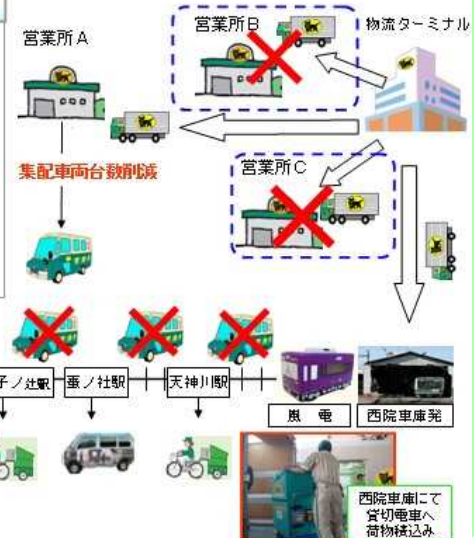 営業所A
営業所B
物流ターミナル
営業所C
集配車両台数削減
子ノ辻駅
蚕ノ社駅
天神川駅
嵐 電
西院車庫発
西院車庫にて
貸切電車へ
荷物積込み